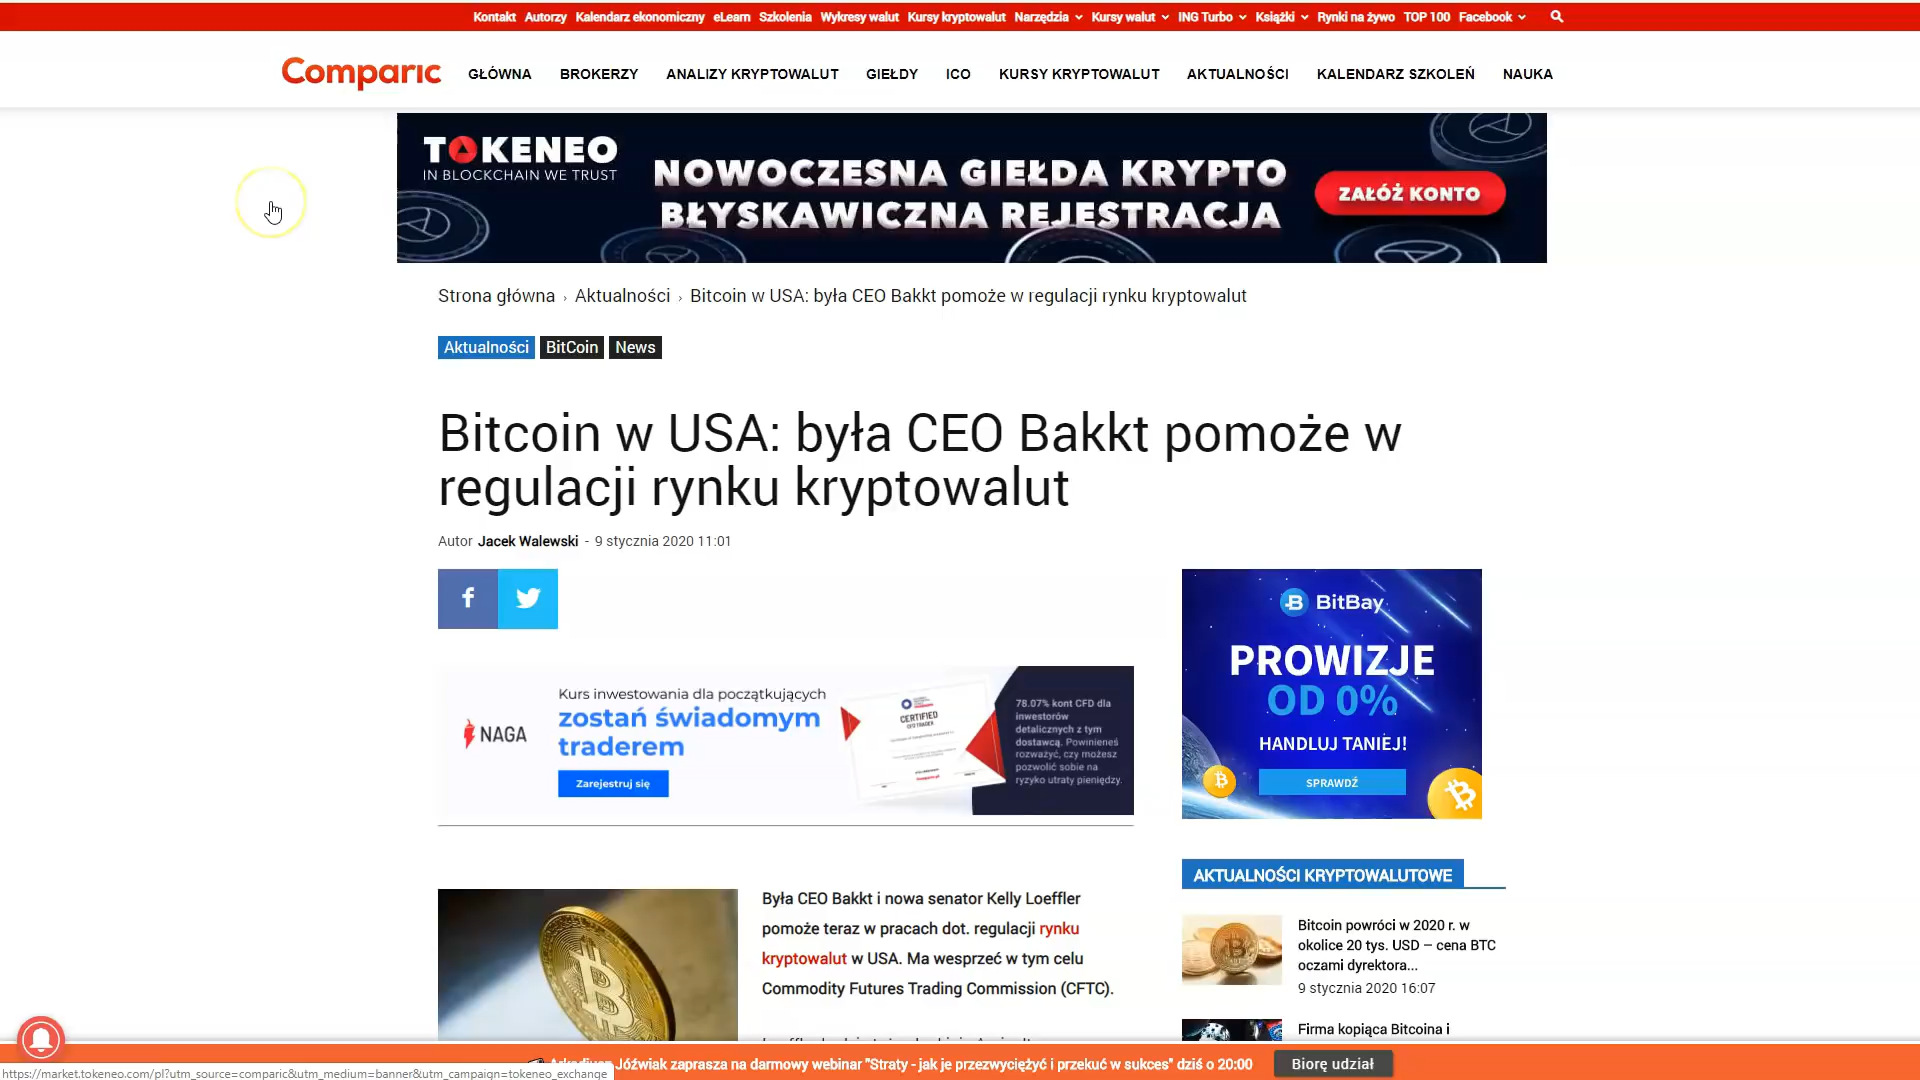 Kontakt Autorzy Kalendarz ekonomiczny eLearn Szkolenia Wykresy walut Kursy kryptowalut Narzędzia Kursy walut ING Turbo Książki Rynki na żywo TOP 100 Facebook
Comparic GŁÓWNA BROKERZY ANALIZY KRYPTOWALUT GIEŁDY ICO KURSY KRYPTOWALUT AKTUALNOŚCI KALENDARZ SZKOLEŃ NAUKA
TOKENEO
IN BLOCKCHAIN WE TRUST
NOWOCZESNA GIEŁDA KRYPTO
BŁYSKAWICZNA REJESTRACJA
ZAŁÓŻ KONTO
Strona główna › Aktualności › Bitcoin w USA: była CEO Bakkt pomoże w regulacji rynku kryptowalut
Aktualności BitCoin News
Bitcoin w USA: była CEO Bakkt pomoże w
regulacji rynku kryptowalut
Autor Jacek Walewski - 9 stycznia 2020 11:01
NAGA
Kurs inwestowania dla początkujących
zostań świadomym
traderem
Zarejestruj się
CERTIFIED
78.07% kont CFD dla
inwestorów
detalicznych z tym
dostawcą. Powinieneś
rozważyć, czy możesz
pozwolić sobie na
ryzyko utraty pieniędzy.
BitBay
PROWIZJE
OD 0%
HANDLUJ TANIEJ!
SPRAWDŹ
Była CEO Bakkt i nowa senator Kelly Loeffler
pomoże teraz w pracach dot. regulacji rynku
kryptowalut w USA. Ma wesprzeć w tym celu
Commodity Futures Trading Commission (CFTC).
AKTUALNOŚCI KRYPTOWALUTOWE
Bitcoin powróci w 2020 r. w
okolice 20 tys. USD – cena BTC
oczami dyrektora...
9 stycznia 2020 16:07
Firma kopiąca Bitcoina i
Jóźwiak zaprasza na darmowy webinar "Straty - jak je przezwyciężyć i przekuć w sukces" dziś o 20:00 Biorę udział
https://market.tokeneo.com/pl?utm_source=comparic&utm_medium=banner&utm_campaign=tokeneo_exchange